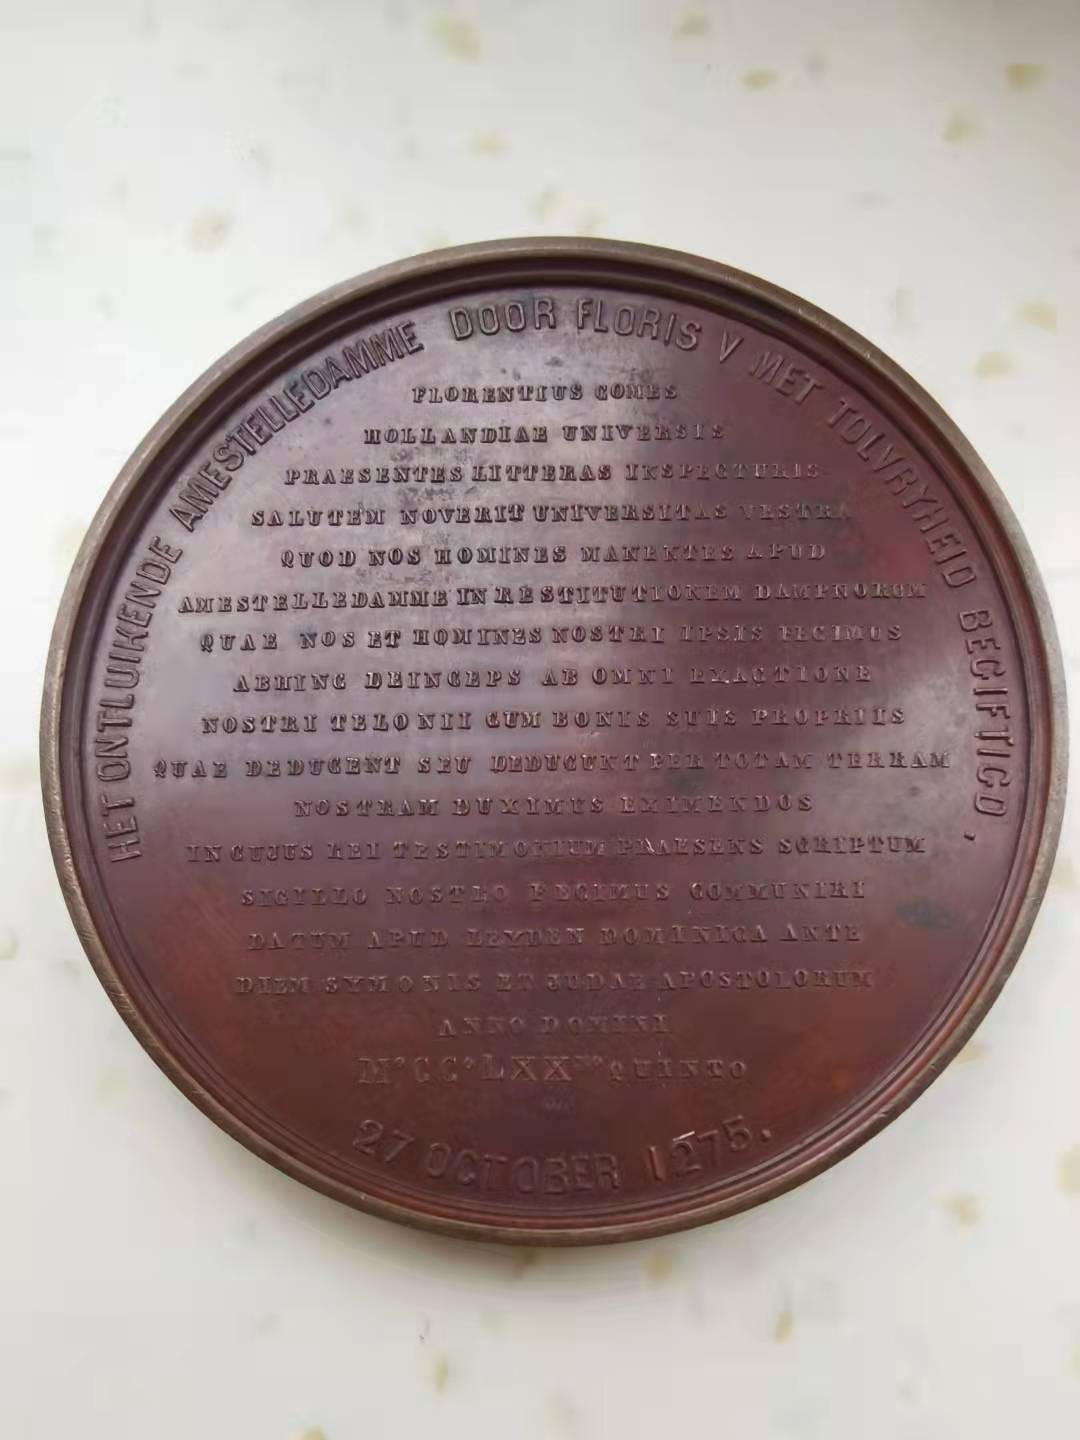 HET ONTLUIKENDE AMESTELLEDAMME DOOR FLORIS V MET TOLVRYHEID BEGIFTIGD,
FLORENTIUS COMES
HOLLANDIAE UNIVERSIS
PRAESENTES LITTERAS INSPECTURIS
SALUTEM NOVERIT UNIVERSITAS VESTRA
QUOD NOS HOMINES MANENTES APUD
AMESTELLEDAMME IN RESTITUTIONEM DAMPNORUM
QUAE NOS ET HOMINES NOSTRI IPSIS FECIMUS
ABHINC DEINCEPS AB OMNI EXACTIONE
NOSTRI TELONII CUM BONIS SUIS PROPRIIS
QUAE DEDUCENT SEU DEDUCUNT PER TOTAM TERRAM
NOSTRAM DUXIMUS EXIMENDOS
IN CUJUS REI TESTIMONIUM PRAESENS SCRIPTUM
SIGILLO NOSTRO FECIMUS COMMUNIRI
DATUM APUD LEYDEN DOMINICA ANTE
DIEM SYMONIS ET JUDAE APOSTOLORUM
ANNO DOMINI
M° CC° LXX QUINTO
27 OCTOBER 1275.